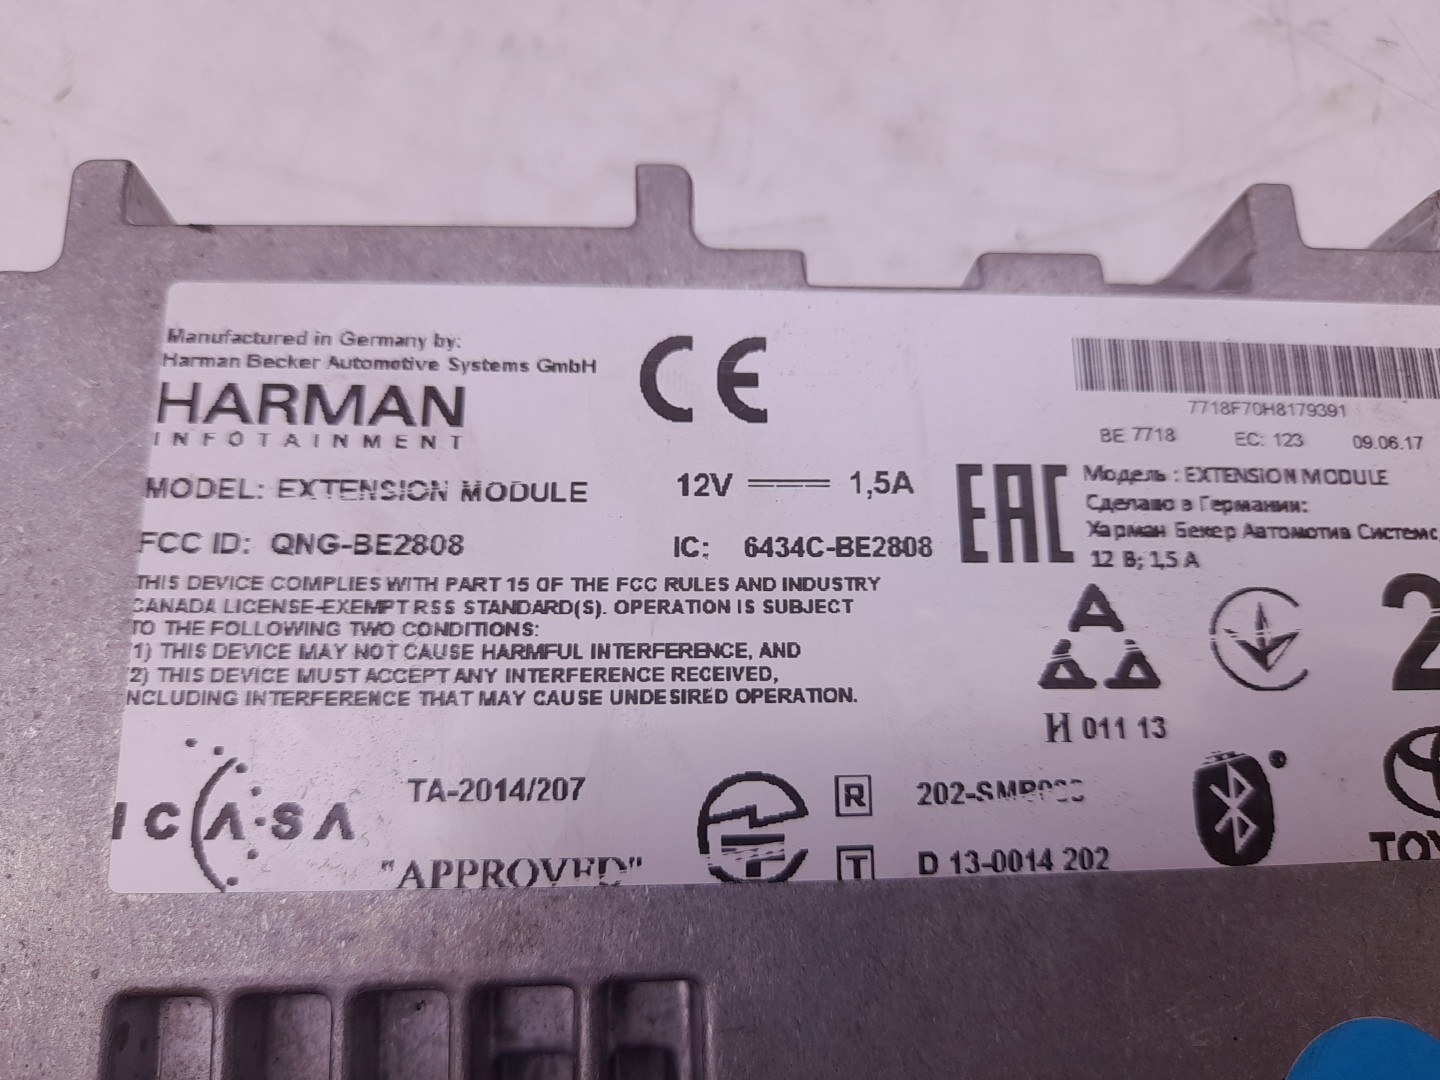 Manufactured in Germany by:
Harman Becker Automotive Systems GmbH
HARMAN
INFOTAINMENT
MODEL: EXTENSION MODULE
12V 1,5A
FCC ID: QNG-BE2808
IC: 6434C-BE2808
THIS DEVICE COMPLIES WITH PART 15 OF THE FCC RULES AND INDUSTRY
CANADA LICENSE-EXEMPT RSS STANDARD(S). OPERATION IS SUBJECT
TO THE FOLLOWING TWO CONDITIONS:
1) THIS DEVICE MAY NOT CAUSE HARMFUL INTERFERENCE, AND
2) THIS DEVICE MUST ACCEPT ANY INTERFERENCE RECEIVED,
INCLUDING INTERFERENCE THAT MAY CAUSE UNDESIRED OPERATION.
CE
7718F70H8179391
BE 7718 EC: 123 09.06.17
EAC
Модель : EXTENSION MODULE
Сделано в Германии:
Харман Бекер Автомотив Системс
12 В; 1,5 А
A
И 011 13
2
ICASA
TA-2014/207
"APPROVED"
R
T D 13-0014 202